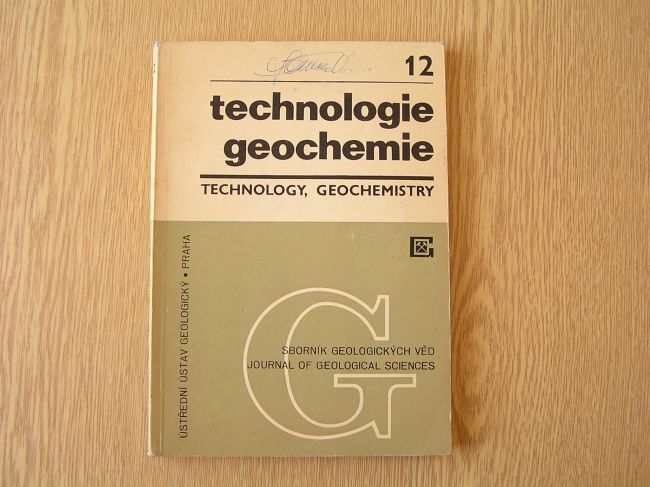 12
technologie
geochemie
TECHNOLOGY, GEOCHEMISTRY
G
ÚSTŘEDNÍ ÚSTAV GEOLOGICKÝ • PRAHA
G
SBORNÍK GEOLOGICKÝCH VĚD
JOURNAL OF GEOLOGICAL SCIENCES